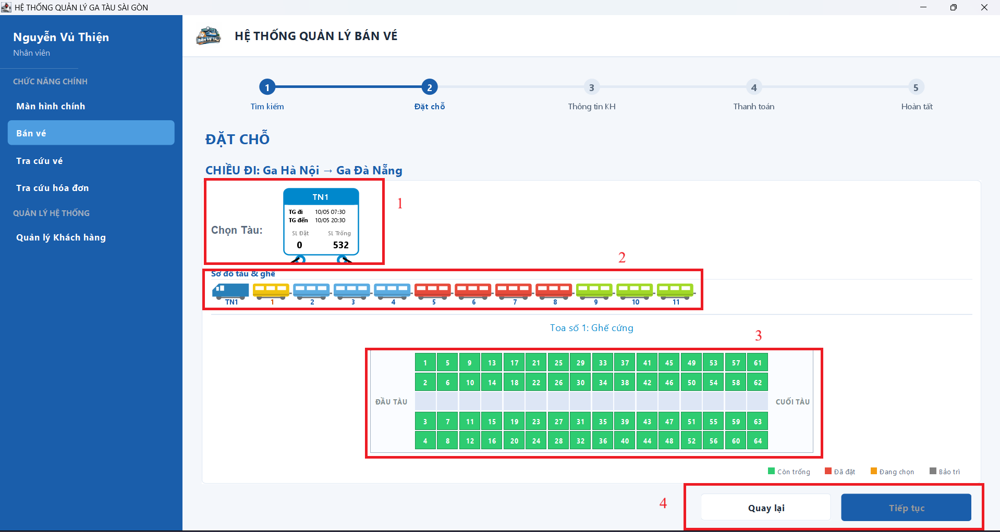 HỆ THỐNG QUẢN LÝ GA TÀU SÀI GÒN
Nguyễn Vủ Thiện
Nhân viên
CHỨC NĂNG CHÍNH
Màn hình chính
Bán vé
Tra cứu vé
Tra cứu hóa đơn
QUẢN LÝ HỆ THỐNG
Quản lý Khách hàng
BÁN VÉ TÀU
HỆ THỐNG QUẢN LÝ BÁN VÉ
1 2 3 4 5
Tìm kiếm Đặt chỗ Thông tin KH Thanh toán Hoàn tất
ĐẶT CHỖ
CHIỀU ĐI: Ga Hà Nội → Ga Đà Nẵng
Chọn Tàu:
TN1
TG đi 10/05 07:30
TG đến 10/05 20:30
SL Đặt SL Trống
0 532
1
2
Sơ đồ tàu & ghế
TN1 1 2 3 4 5 6 7 8 9 10 11
Toa số 1: Ghế cứng
3
1 5 9 13 17 21 25 29 33 37 41 45 49 53 57 61
2 6 10 14 18 22 26 30 34 38 42 46 50 54 58 62
ĐẦU TÀU CUỐI TÀU
3 7 11 15 19 23 27 31 35 39 43 47 51 55 59 63
4 8 12 16 20 24 28 32 36 40 44 48 52 56 60 64
Còn trống Đã đặt Đang chọn Bảo trì
4
Quay lại Tiếp tục